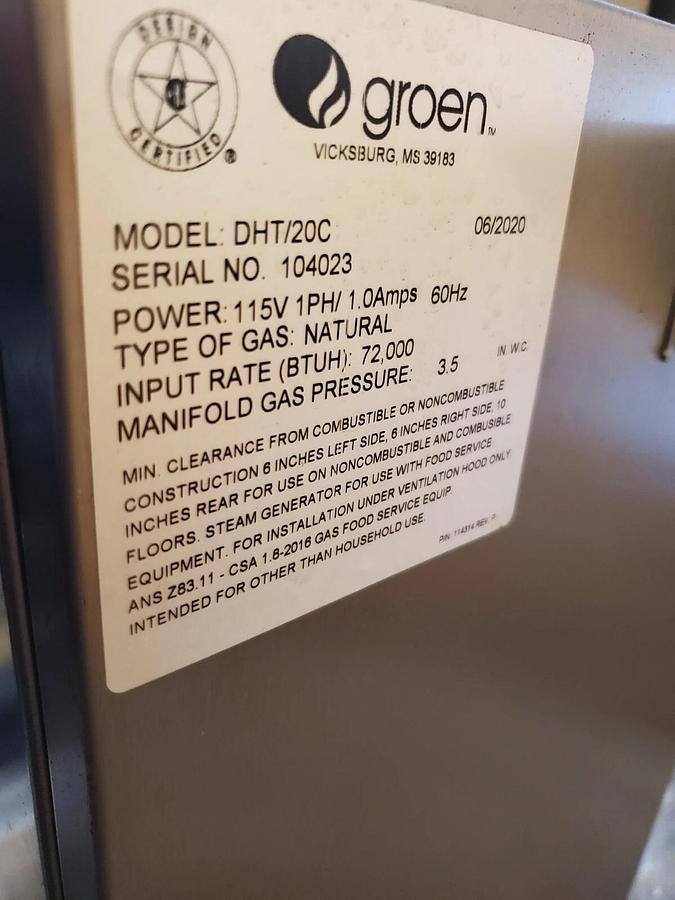 DESIGN
CERTIFIED
groen
VICKSBURG, MS 39183
MODEL: DHT/20C 06/2020
SERIAL NO. 104023
POWER: 115V 1PH/ 1.0Amps 60Hz
TYPE OF GAS: NATURAL
INPUT RATE (BTUH): 72,000
MANIFOLD GAS PRESSURE: 3.5 IN. W.C.
MIN. CLEARANCE FROM COMBUSTIBLE OR NONCOMBUSTIBLE
CONSTRUCTION 6 INCHES LEFT SIDE, 6 INCHES RIGHT SIDE, 10
INCHES REAR FOR USE ON NONCOMBUSTIBLE AND COMBUSIBLE
FLOORS. STEAM GENERATOR FOR USE WITH FOOD SERVICE
EQUIPMENT. FOR INSTALLATION UNDER VENTILATION HOOD ONLY.
ANS Z83.11 - CSA 1.8-2016 GAS FOOD SERVICE EQUIP.
INTENDED FOR OTHER THAN HOUSEHOLD USE.
P/N: 114314 REV.